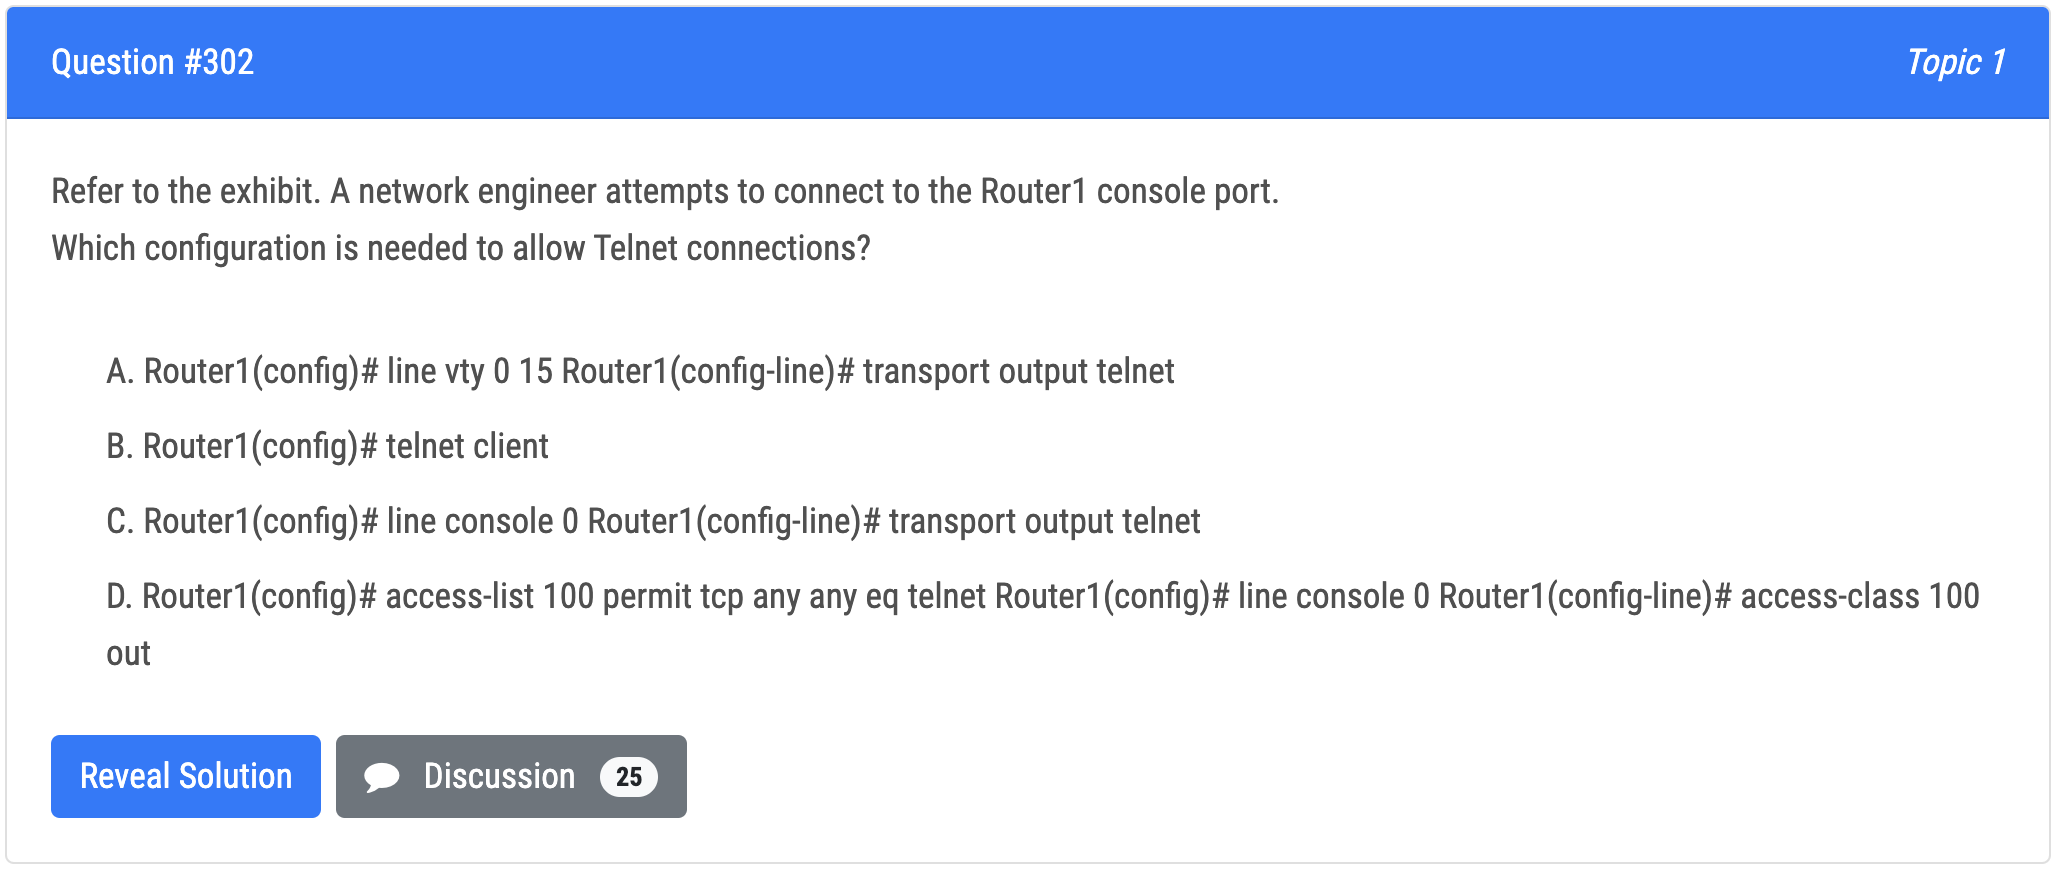 Question #302
Topic 1
Refer to the exhibit. A network engineer attempts to connect to the Router1 console port.
Which configuration is needed to allow Telnet connections?
A. Router1(config)# line vty 0 15 Router1(config-line)# transport output telnet
B. Router1(config)# telnet client
C. Router1(config)# line console 0 Router1(config-line)# transport output telnet
D. Router1(config)# access-list 100 permit tcp any any eq telnet Router1(config)# line console 0 Router1(config-line)# access-class 100
out
Reveal Solution
Discussion 25